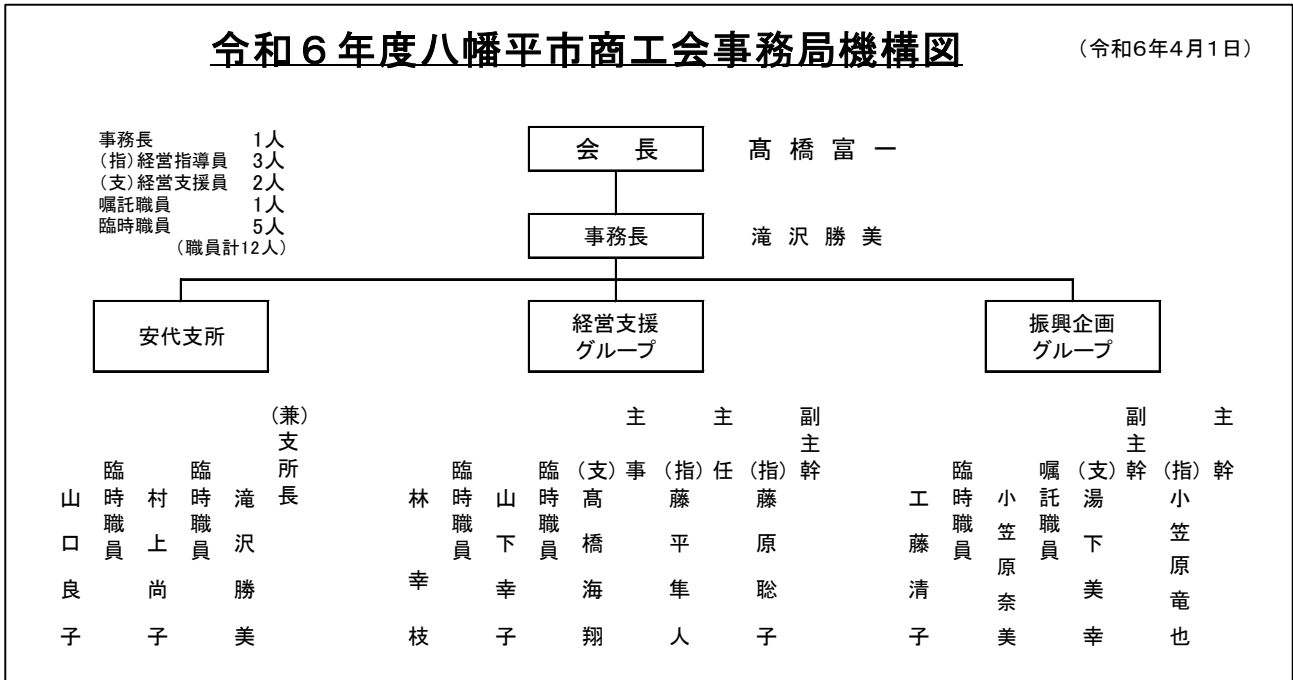 令和６年度八幡平市商工会事務局機構図
（令和6年4月1日）
事務長 1人
(指)経営指導員 3人
(支)経営支援員 2人
嘱託職員 1人
臨時職員 5人
(職員計12人)
会 長
髙橋富一
事務長
滝沢勝美
安代支所
経営支援
グループ
振興企画
グループ
主幹
(指)小笠原竜也
副主幹
(支)湯下美幸
嘱託職員
小笠原奈美
臨時職員
工藤清子
副主幹
(指)藤原聡子
主任
(指)藤平隼人
主事
(支)髙橋海翔
臨時職員
山下幸子
臨時職員
林幸枝
(兼)支所長
滝沢勝美
臨時職員
村上尚子
臨時職員
山口良子